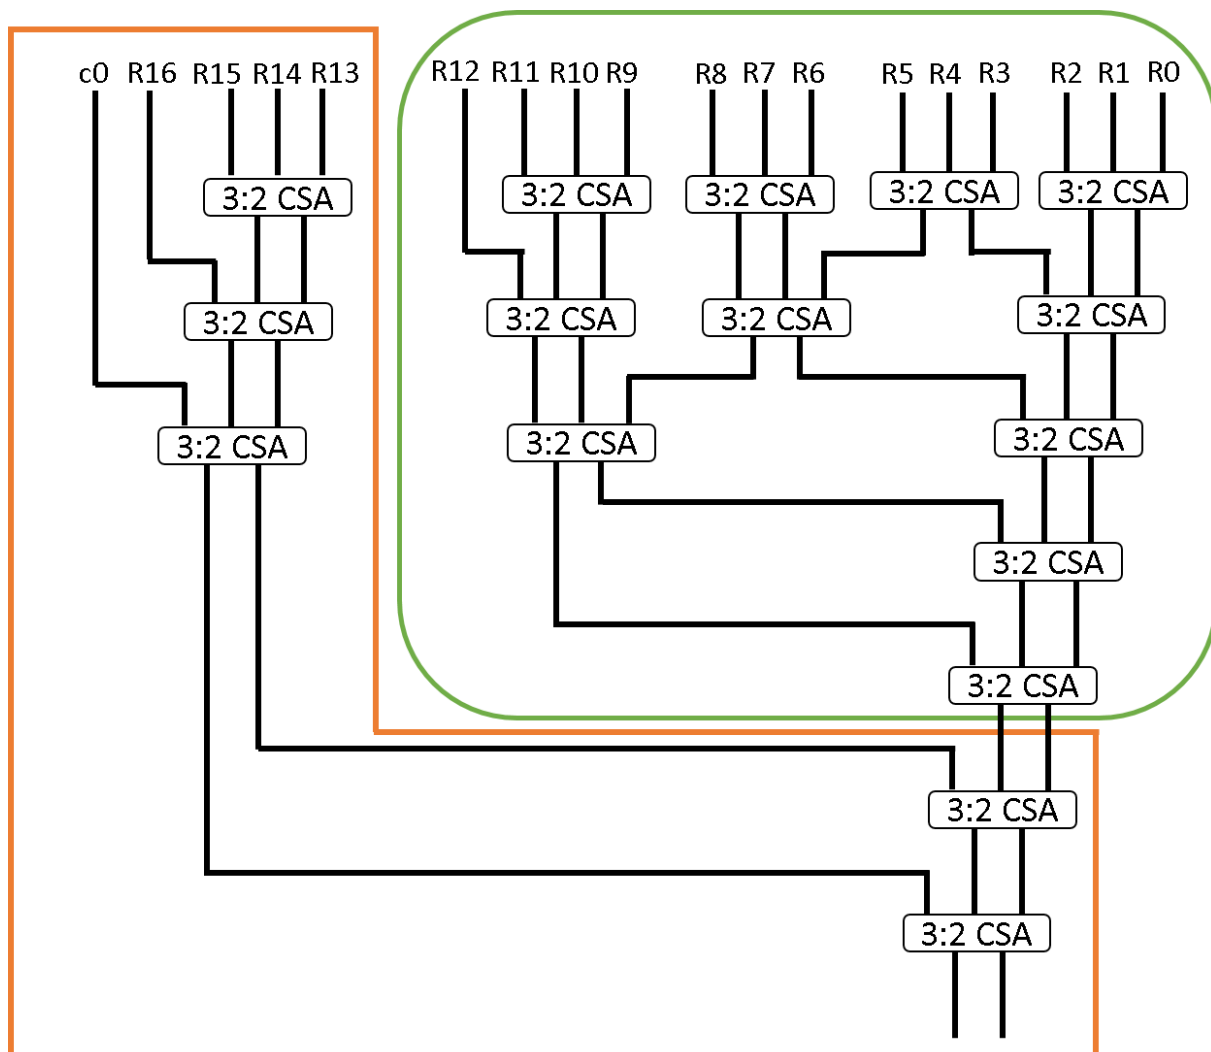 c0 R16 R15 R14 R13 R12 R11 R10 R9 R8 R7 R6 R5 R4 R3 R2 R1 R0
3:2 CSA 3:2 CSA 3:2 CSA 3:2 CSA 3:2 CSA
3:2 CSA 3:2 CSA 3:2 CSA 3:2 CSA
3:2 CSA 3:2 CSA 3:2 CSA
3:2 CSA
3:2 CSA
3:2 CSA
3:2 CSA